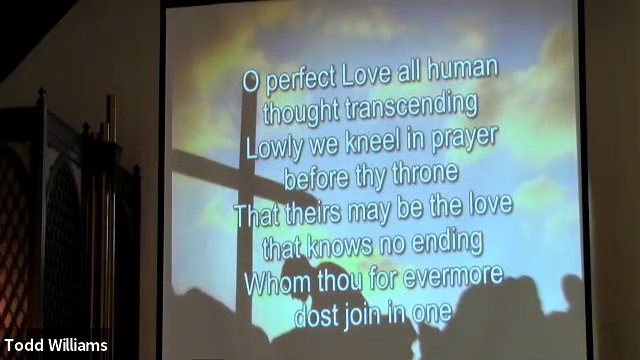 O perfect Love all human
thought transcending
Lowly we kneel in prayer
before thy throne
That theirs may be the love
that knows no ending
Whom thou for evermore
dost join in one
Todd Williams